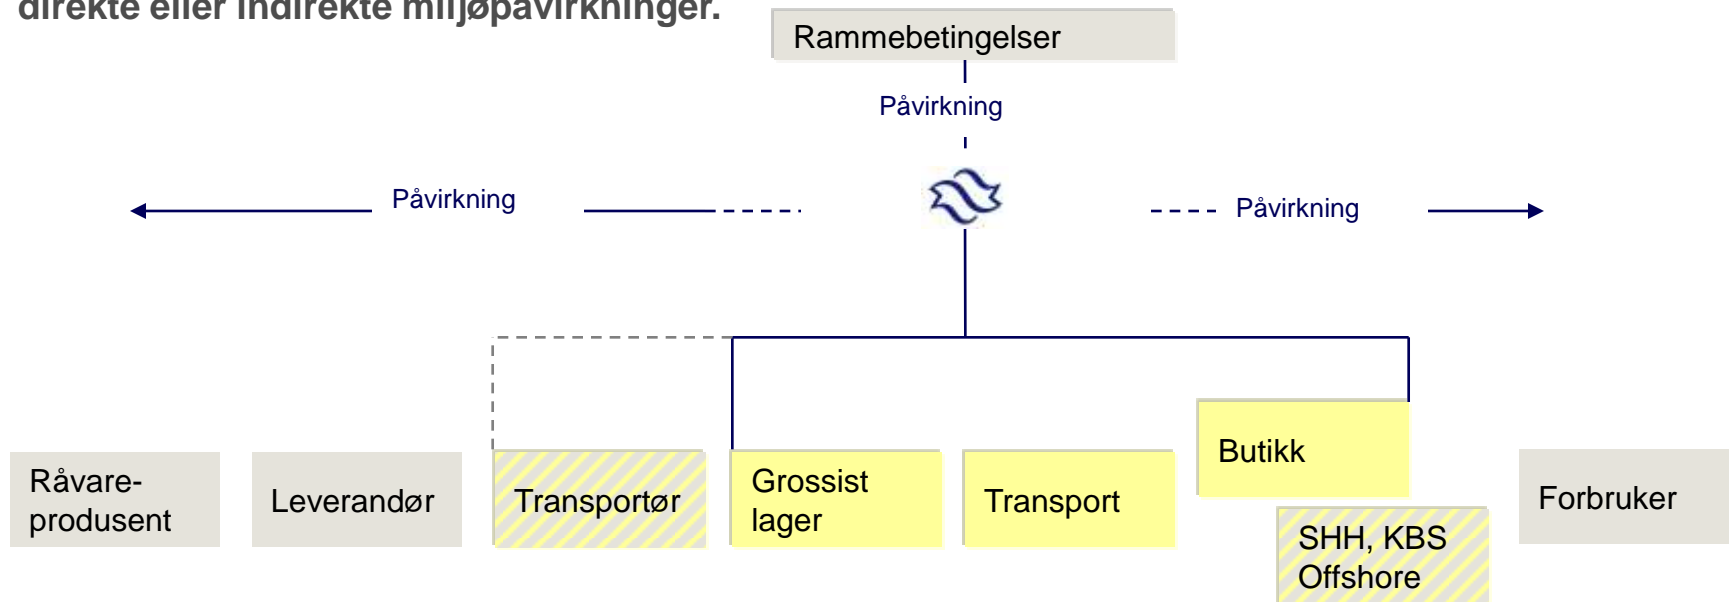 direkte eller indirekte miljøpåvirkninger.
Rammebetingelser
Påvirkning
Påvirkning
Påvirkning
Råvare-
produsent
Leverandør
Transportør
Grossist
lager
Transport
Butikk
SHH, KBS
Offshore
Forbruker